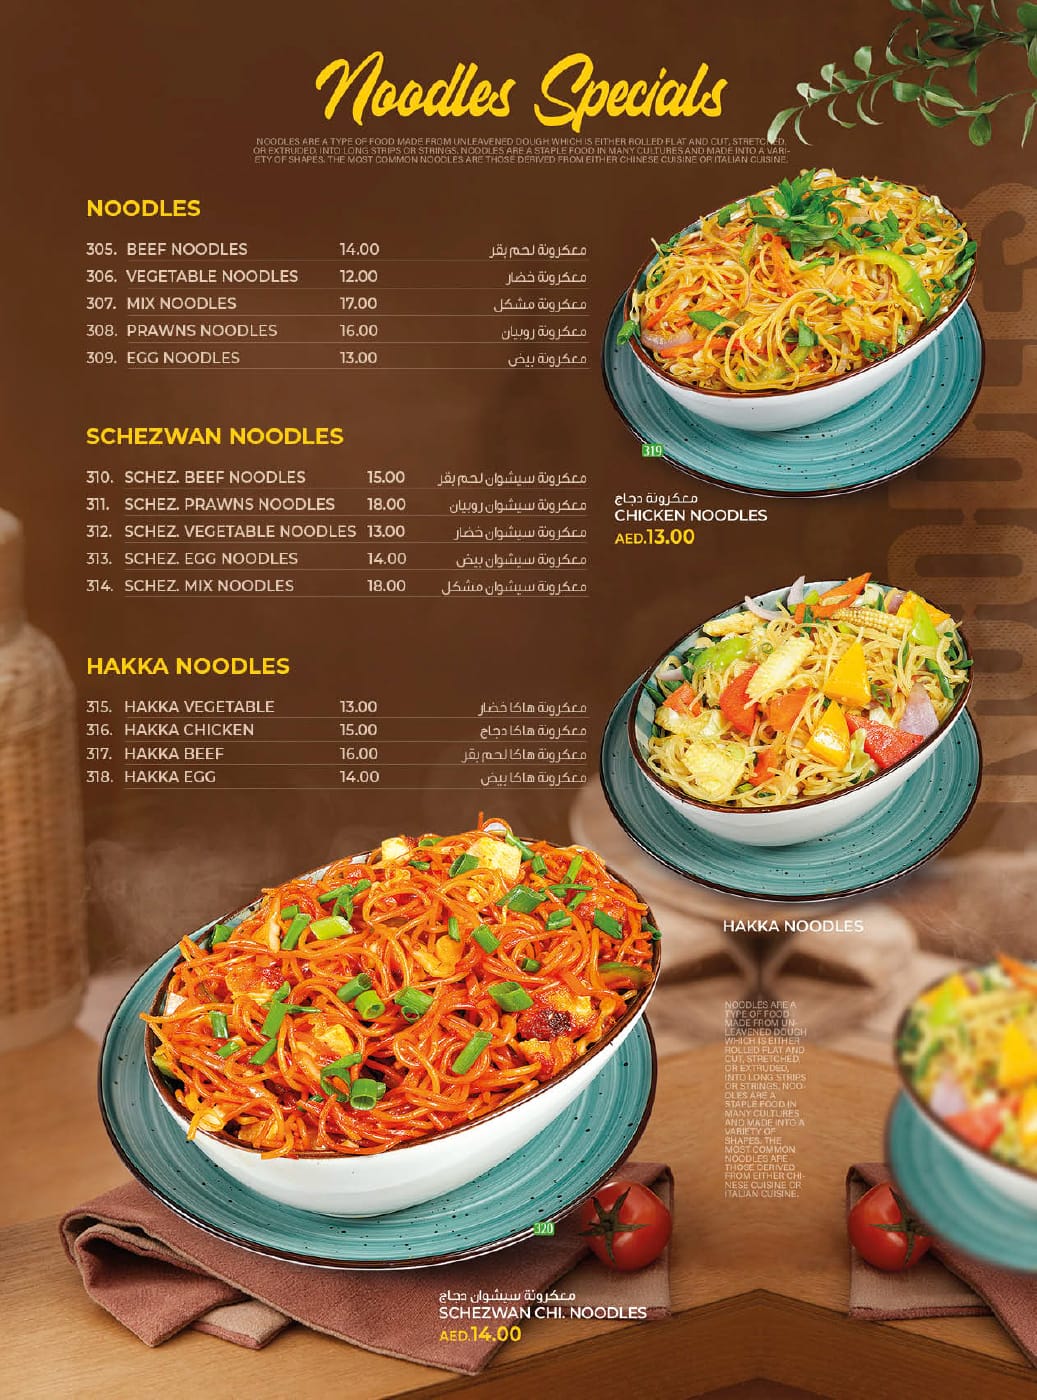 Noodles Specials
NOODLES ARE A TYPE OF FOOD MADE FROM UNLEAVENED DOUGH WHICH IS EITHER ROLLED FLAT AND CUT, STRETCHED,
OR EXTRUDED, INTO LONG STRIPS OR STRINGS. NOODLES ARE A STAPLE FOOD IN MANY CULTURES AND MADE INTO A VARI-
ETY OF SHAPES. THE MOST COMMON NOODLES ARE THOSE DERIVED FROM EITHER CHINESE CUISINE OR ITALIAN CUISINE.
NOODLES
305. BEEF NOODLES 14.00 معكرونة لحم بقر
306. VEGETABLE NOODLES 12.00 معكرونة خضار
307. MIX NOODLES 17.00 معكرونة مشكل
308. PRAWNS NOODLES 16.00 معكرونة روبيان
309. EGG NOODLES 13.00 معكرونة بيض
SCHEZWAN NOODLES
310. SCHEZ. BEEF NOODLES 15.00 معكرونة سيشوان لحم بقر
311. SCHEZ. PRAWNS NOODLES 18.00 معكرونة سيشوان روبيان
312. SCHEZ. VEGETABLE NOODLES 13.00 معكرونة سيشوان خضار
313. SCHEZ. EGG NOODLES 14.00 معكرونة سيشوان بيض
314. SCHEZ. MIX NOODLES 18.00 معكرونة سيشوان مشكل
HAKKA NOODLES
315. HAKKA VEGETABLE 13.00 معكرونة هاكا خضار
316. HAKKA CHICKEN 15.00 معكرونة هاكا دجاج
317. HAKKA BEEF 16.00 معكرونة هاكا لحم بقر
318. HAKKA EGG 14.00 معكرونة هاكا بيض
319
معكرونة دجاج
CHICKEN NOODLES
AED.13.00
NOODLES
HAKKA NOODLES
NOODLES ARE A
TYPE OF FOOD
MADE FROM UN-
LEAVENED DOUGH
WHICH IS EITHER
ROLLED FLAT AND
CUT, STRETCHED,
OR EXTRUDED,
INTO LONG STRIPS
OR STRINGS. NOO-
DLES ARE A
STAPLE FOOD IN
MANY CULTURES
AND MADE INTO A
VARIETY OF
SHAPES. THE
MOST COMMON
NOODLES ARE
THOSE DERIVED
FROM EITHER CHI-
NESE CUISINE OR
ITALIAN CUISINE.
320
معكرونة سيشوان دجاج
SCHEZWAN CHI. NOODLES
AED.14.00